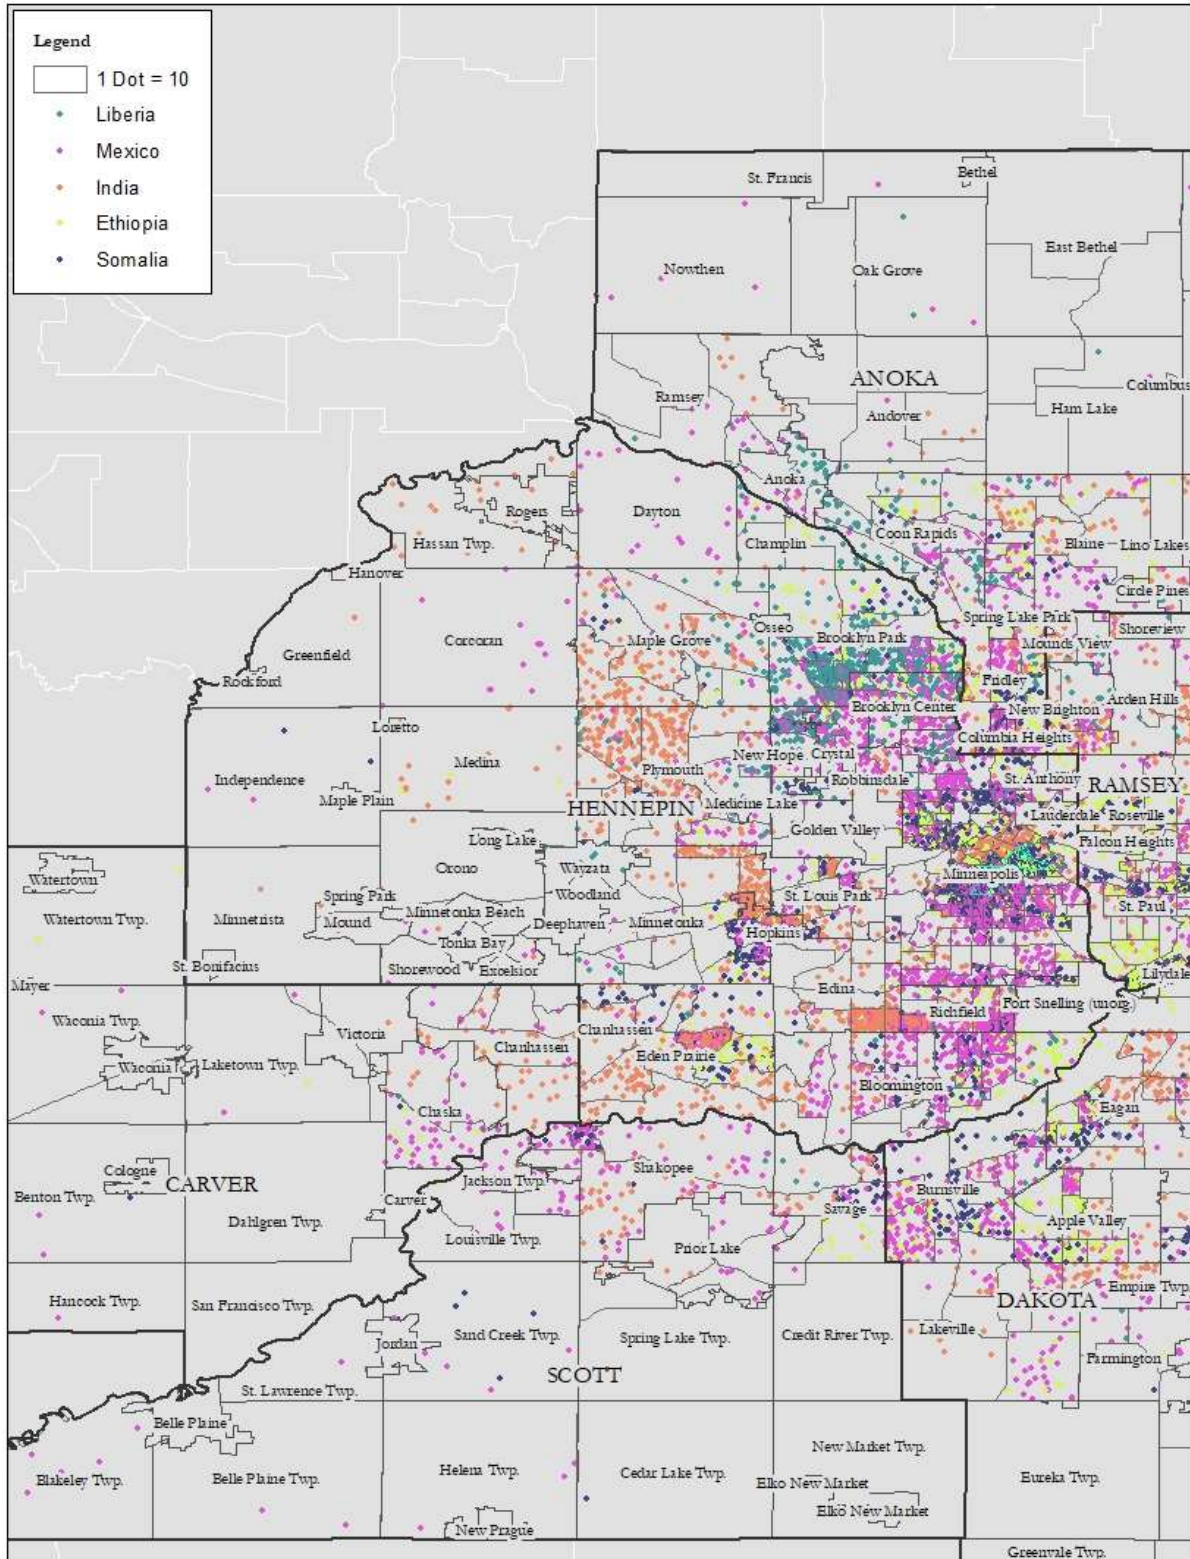 Legend
1 Dot = 10
Liberia
Mexico
India
Ethiopia
Somalia
St. Francis
Bethel
East Bethel
Nowthen
Oak Grove
ANOKA
Columbus
Ramsey
Andover
Ham Lake
Anoka
Rogers
Dayton
Coon Rapids
Hassan Twp.
Champlin
Blaine
Lino Lakes
Hanover
Circle Pines
Spring Lake Park
Osseo
Shoreview
Corcoran
Maple Grove
Brooklyn Park
Mounds View
Greenfield
Rockford
Fridley
Arden Hills
Brooklyn Center
New Brighton
Loretto
Columbia Heights
Independence
Medina
Plymouth
New Hope
Crystal
Robbinsdale
St. Anthony
RAMSEY
Maple Plain
HENNEPIN
Medicine Lake
Lauderdale
Roseville
Golden Valley
Long Lake
Falcon Heights
Watertown
Orono
Wayzata
Minneapolis
Woodland
Spring Park
St. Louis Park
Watertown Twp.
Minnetrista
Mound
Minnetonka Beach
Deephaven
Minnetonka
Hopkins
St. Paul
Tonka Bay
St. Bonifacius
Shorewood
Excelsior
Lilydale
Mayer
Edina
Fort Snelling (unorg.)
Waconia Twp.
Victoria
Chanhassen
Richfield
Chanhassen
Eden Prairie
Waconia
Laketown Twp.
Bloomington
Chaska
Eagan
Cologne
Shakopee
CARVER
Jackson Twp.
Benton Twp.
Carver
Burnsville
Savage
Dahlgren Twp.
Louisville Twp.
Prior Lake
Apple Valley
Empire Twp.
Hancock Twp.
San Francisco Twp.
DAKOTA
Jordan
Sand Creek Twp.
Spring Lake Twp.
Credit River Twp.
Lakeville
Farmington
SCOTT
St. Lawrence Twp.
Belle Plaine
New Market Twp.
Blakeley Twp.
Belle Plaine Twp.
Helena Twp.
Cedar Lake Twp.
Elko New Market
Eureka Twp.
Elko New Market
New Prague
Greenvale Twp.